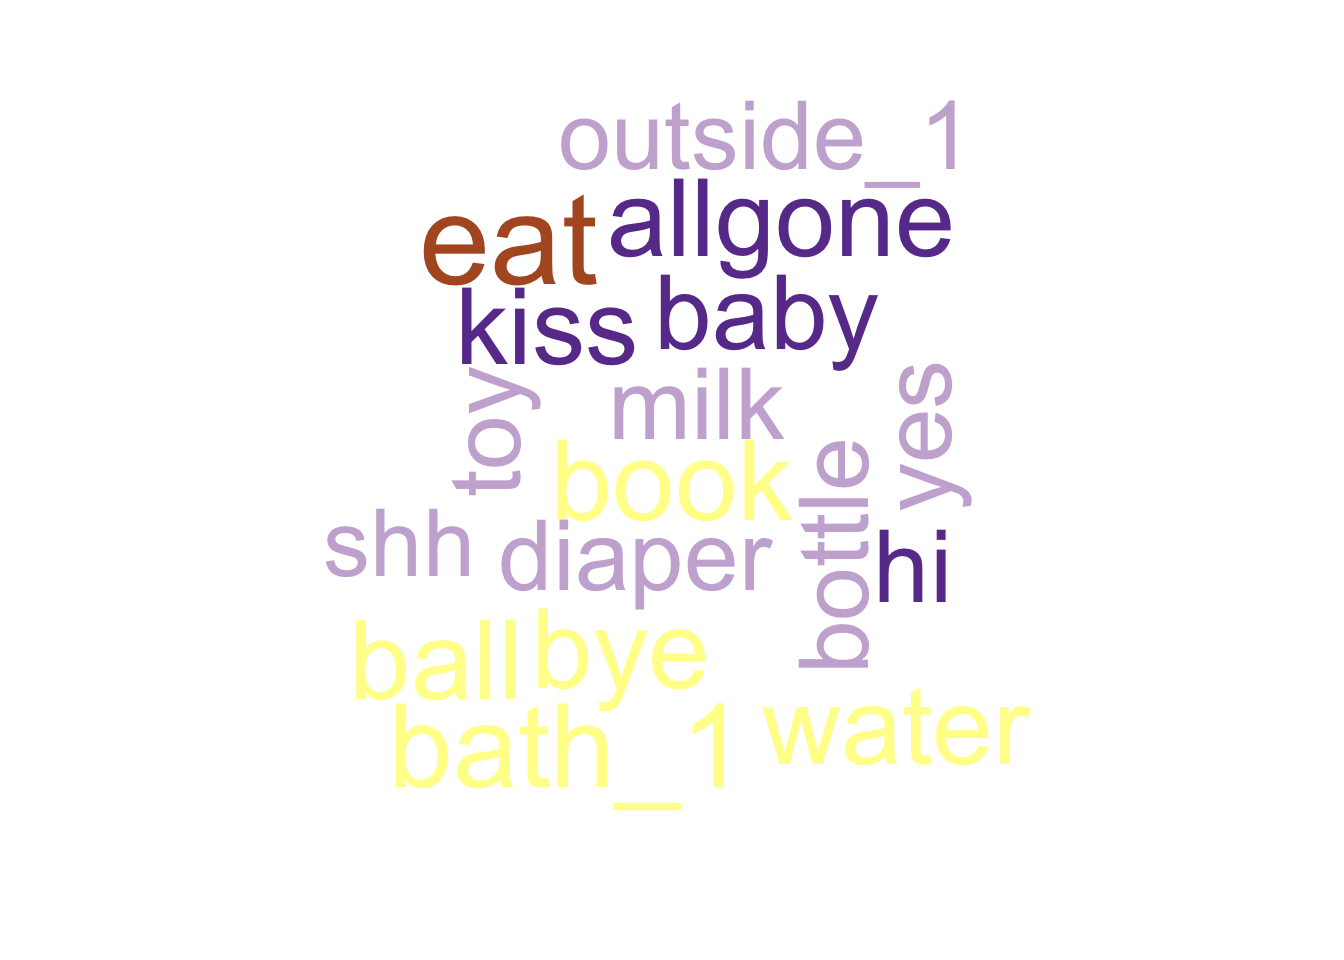 outside_1
eat allgone
kiss baby
toy milk yes
book
shh diaper bottle hi
ball bye
bath_1 water